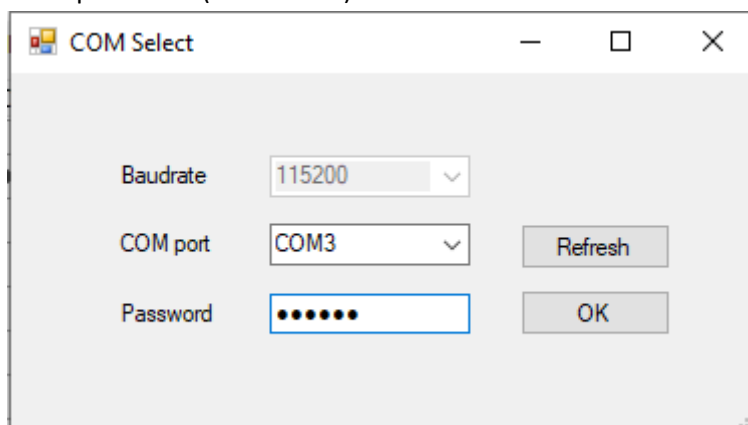 COM Select
Baudrate 115200
COM port COM3 Refresh
Password ●●●●●● OK